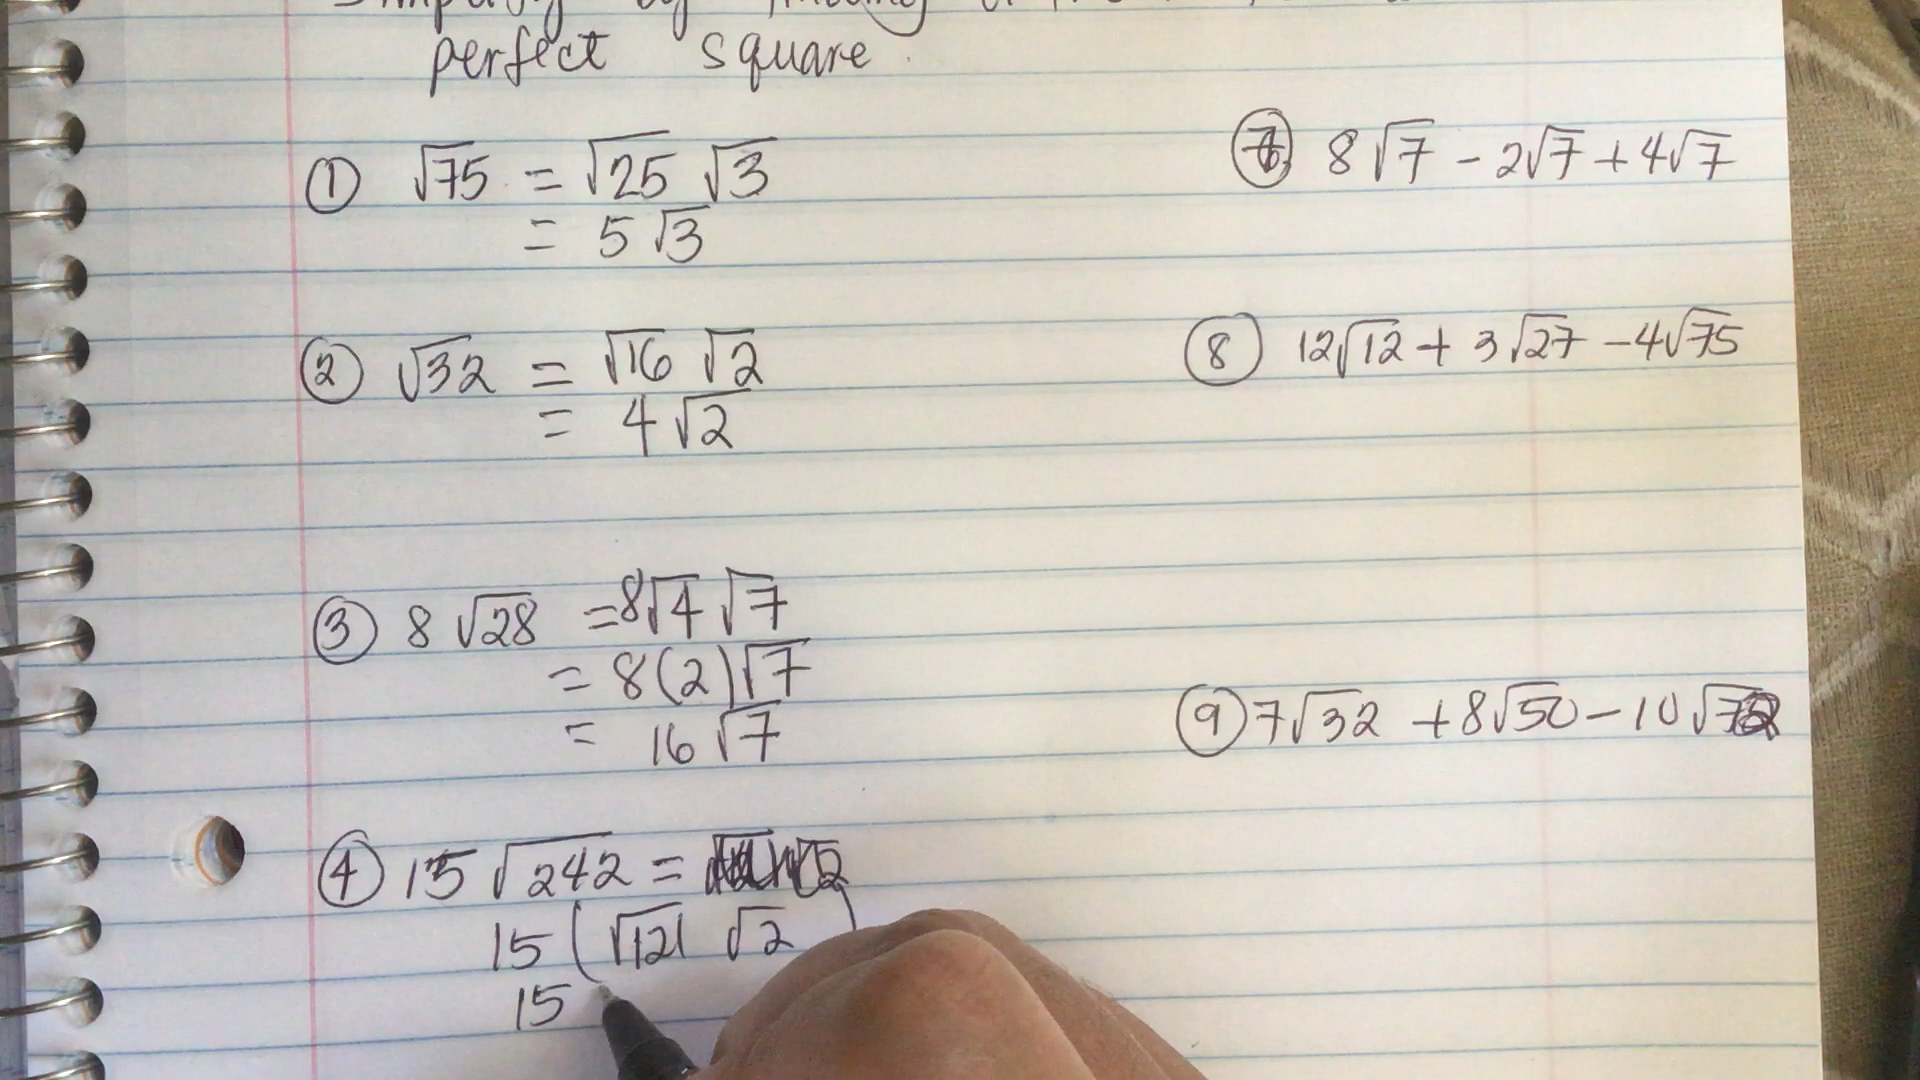 perfect square.
① √75 = √25 √3
= 5√3
② √32 = √16 √2
= 4√2
③ 8√28 = 8√4 √7
= 8(2)√7
= 16√7
④ 15√242 =
15(√121 √2)
15
8√7 - 2√7 + 4√7
⑧ 12√12 + 3√27 - 4√75
⑨ 7√32 + 8√50 - 10√72